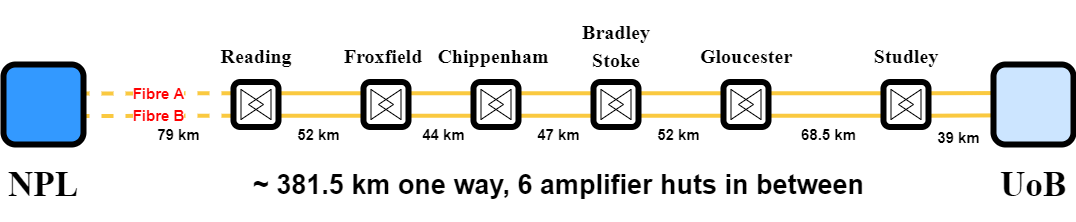 Bradley
Reading Froxfield Chippenham Stoke Gloucester Studley
Fibre A
Fibre B
79 km 52 km 44 km 47 km 52 km 68.5 km 39 km
NPL ~ 381.5 km one way, 6 amplifier huts in between UoB